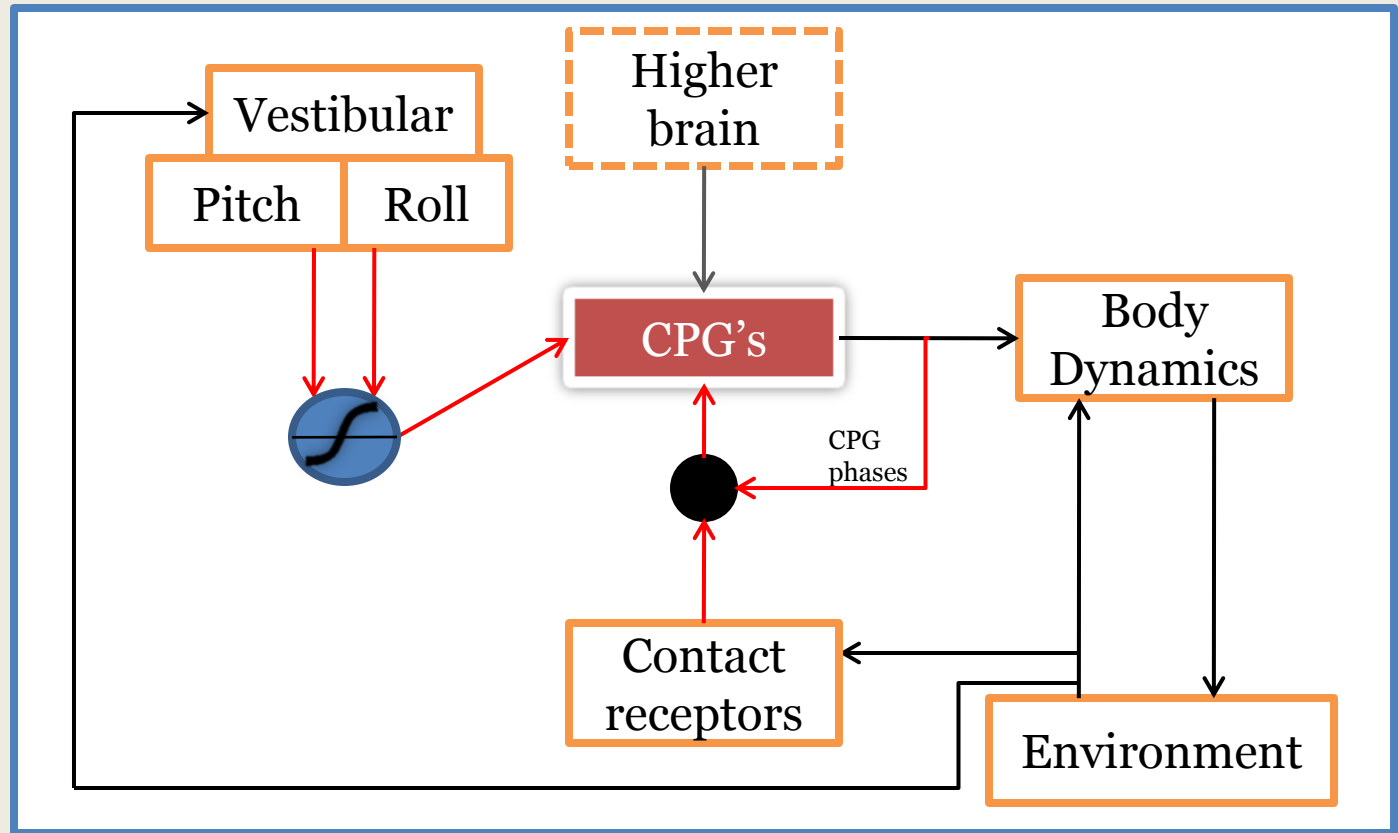 Higher
brain
Vestibular
Pitch
Roll
CPG’s
Body
Dynamics
CPG
phases
Contact
receptors
Environment